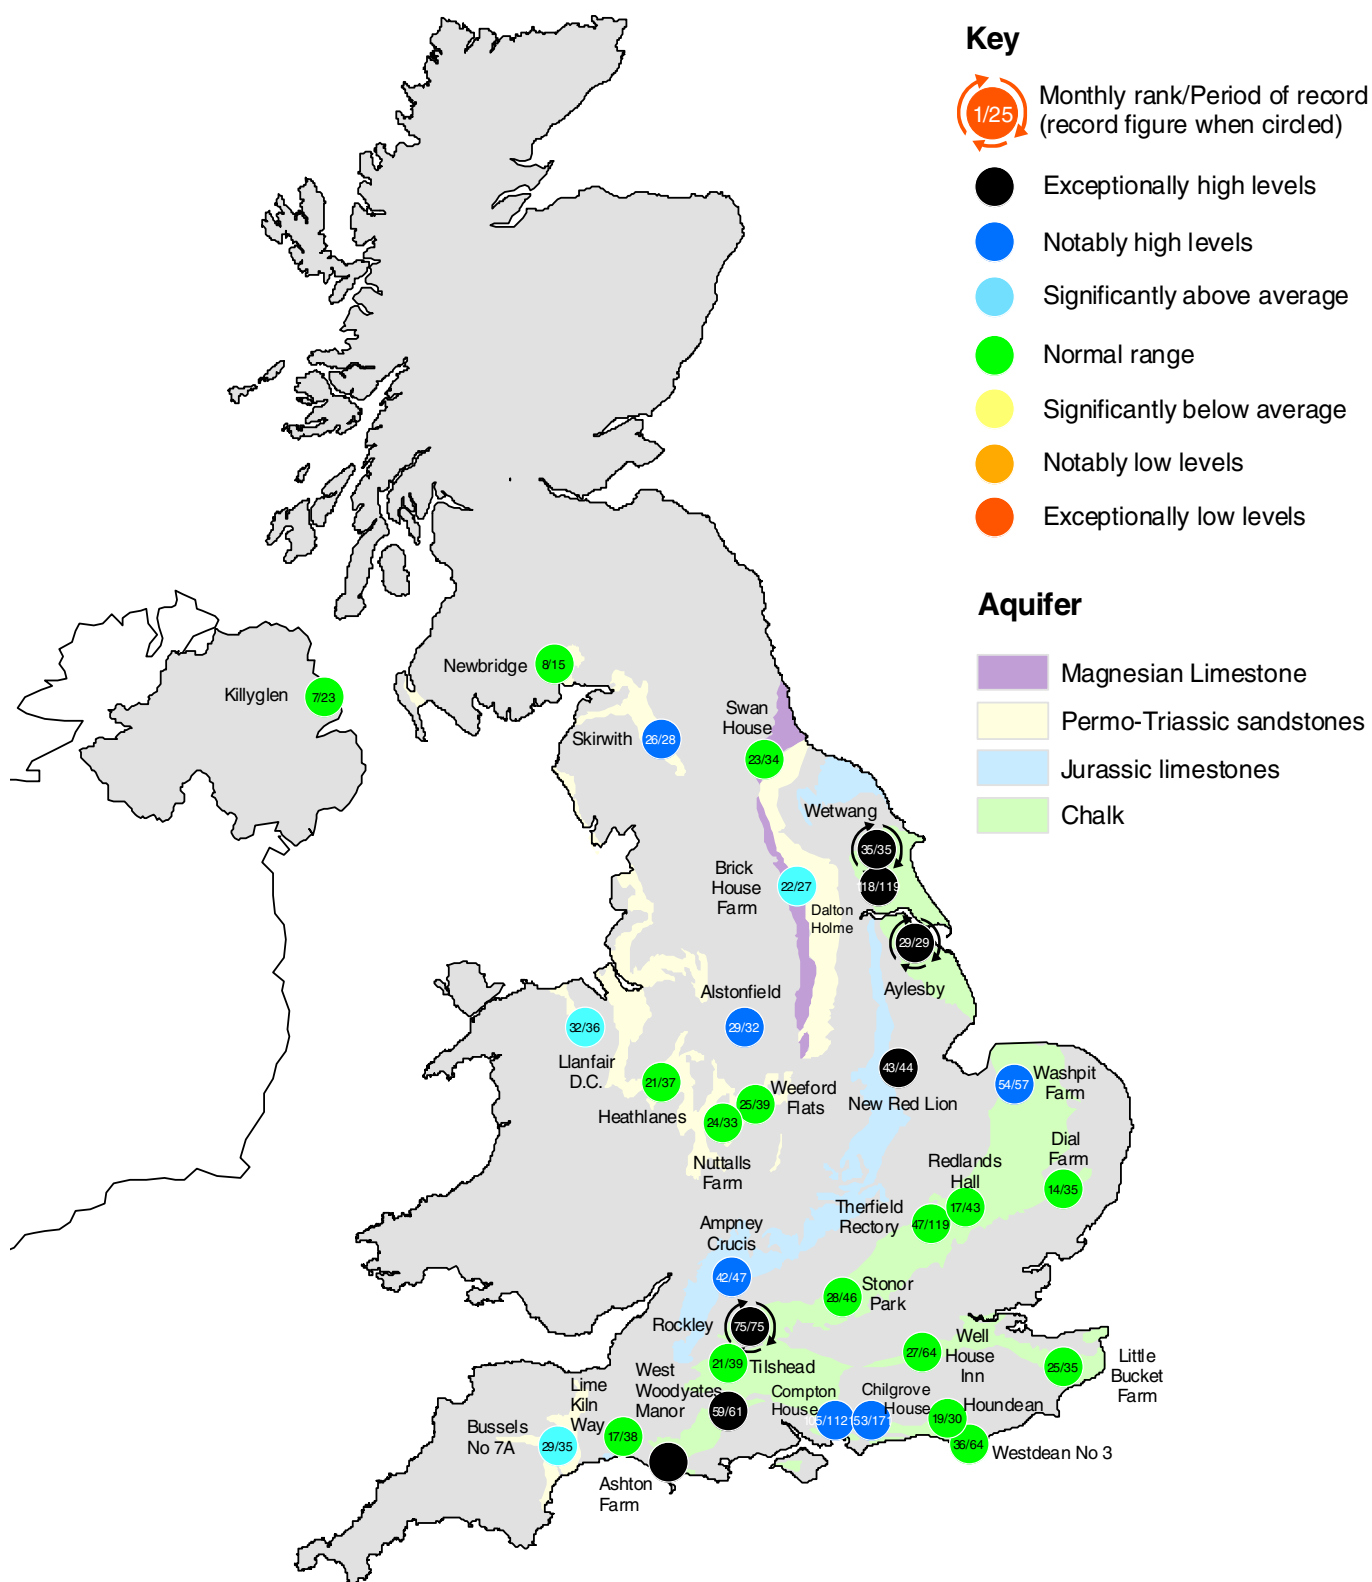 Key
1/25
Monthly rank/Period of record
(record figure when circled)
Exceptionally high levels
Notably high levels
Significantly above average
Normal range
Significantly below average
Notably low levels
Exceptionally low levels
Aquifer
Magnesian Limestone
Permo-Triassic sandstones
Jurassic limestones
Chalk
Newbridge
8/15
Killyglen
7/23
Skirwith
26/28
Swan
House
23/34
Wetwang
35/35
118/119
Dalton
Holme
Brick
House
Farm
22/27
29/29
Aylesby
Alstonfield
29/32
32/36
Llanfair
D.C.
43/44
New Red Lion
54/57
Washpit
Farm
21/37
Heathlanes
25/39
Weeford
Flats
24/33
Nuttalls
Farm
Dial
Farm
14/35
Redlands
Hall
17/43
Therfield
Rectory
47/119
Ampney
Crucis
42/47
28/46
Stonor
Park
Rockley
75/75
21/39
Tilshead
27/64
Well
House
Inn
25/35
Little
Bucket
Farm
West
Woodyates
Manor
59/61
Compton
House
105/112
Chilgrove
House
153/171
Houndean
19/30
36/64
Westdean No 3
Lime
Kiln
Way
17/38
Bussels
No 7A
29/35
Ashton
Farm